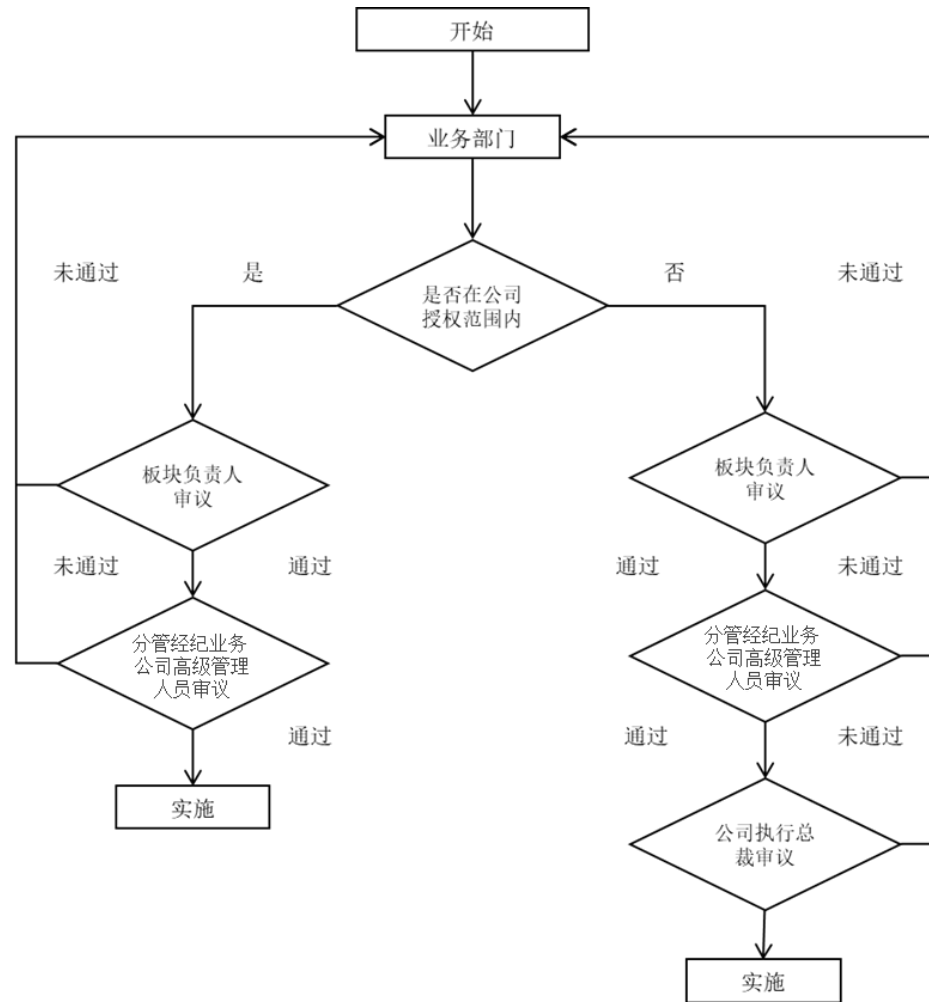 开始
业务部门
未通过
是
否
未通过
是否在公司
授权范围内
板块负责人
审议
板块负责人
审议
未通过
通过
通过
未通过
分管经纪业务
公司高级管理
人员审议
分管经纪业务
公司高级管理
人员审议
通过
通过
未通过
实施
公司执行总
裁审议
实施